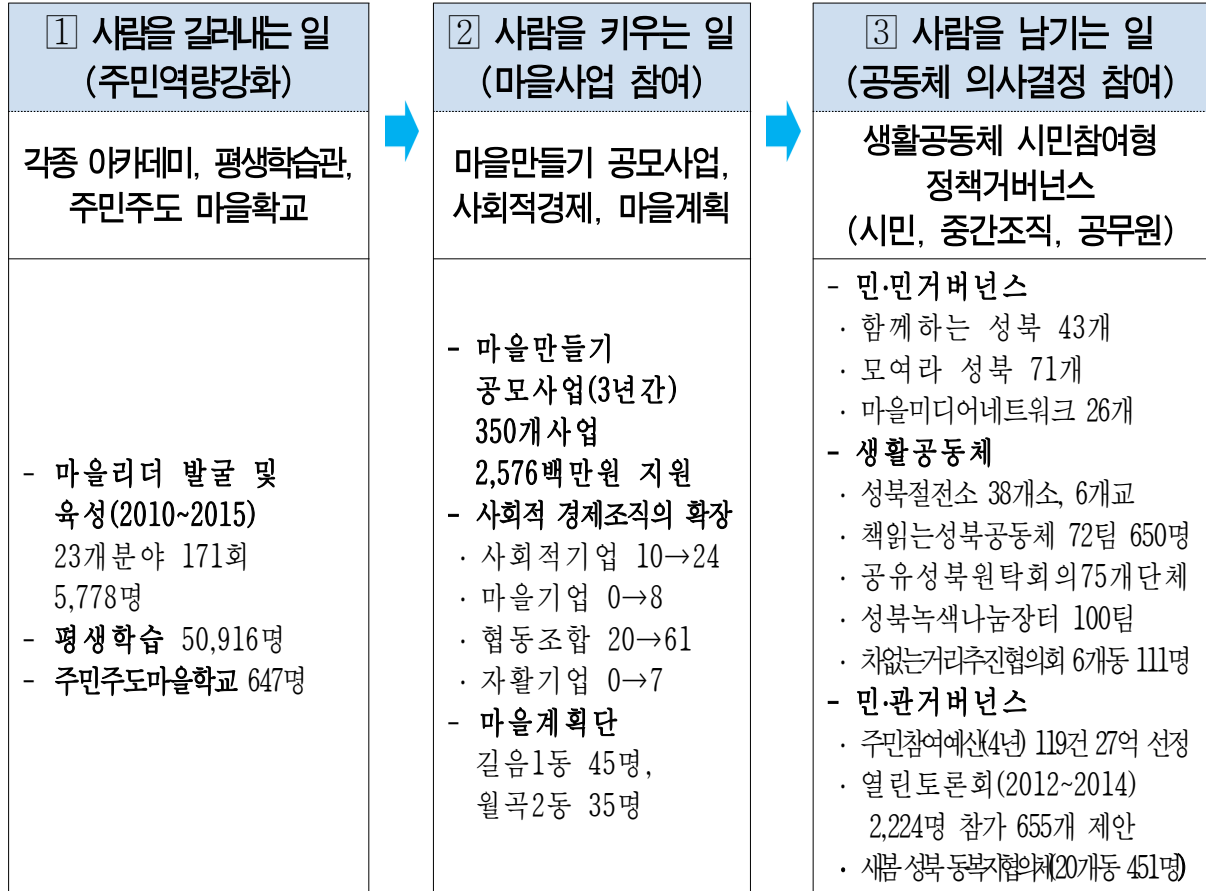 1 사람을 길러내는 일
(주민역량강화)
각종 아카데미, 평생학습관,
주민주도 마을확교
- 마을리더 발굴 및
육성(2010~2015)
23개분야 171회
5,778명
- 평생학습 50,916명
- 주민주도마을학교 647명
2 사람을 키우는 일
(마을사업 참여)
마을만들기 공모사업,
사회적경제, 마을계획
- 마을만들기
공모사업(3년간)
350개사업
2,576백만원 지원
- 사회적 경제조직의 확장
· 사회적기업 10→24
· 마을기업 0→8
· 협동조합 20→61
· 자활기업 0→7
- 마을계획단
길음1동 45명,
월곡2동 35명
3 사람을 남기는 일
(공동체 의사결정 참여)
생활공동체 시민참여형
정책거버넌스
(시민, 중간조직, 공무원)
- 민·민거버넌스
· 함께하는 성북 43개
· 모여라 성북 71개
· 마을미디어네트워크 26개
- 생활공동체
· 성북절전소 38개소, 6개교
· 책읽는성북공동체 72팀 650명
· 공유성북원탁회의75개단체
· 성북녹색나눔장터 100팀
· 차없는거리추진협의회 6개동 111명
- 민·관거버넌스
· 주민참여예산(4년) 119건 27억 선정
· 열린토론회(2012~2014)
2,224명 참가 655개 제안
· 새봄 성북 동복지협의체(20개동 451명)